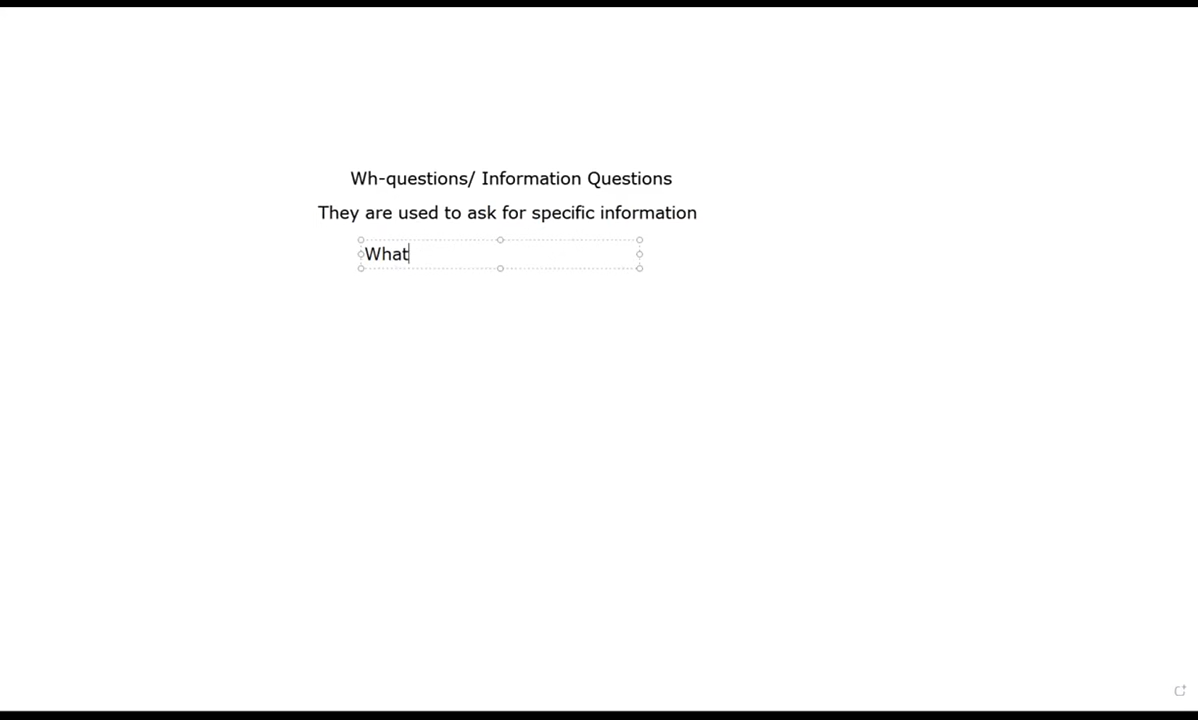 Wh-questions/ Information Questions
They are used to ask for specific information
What